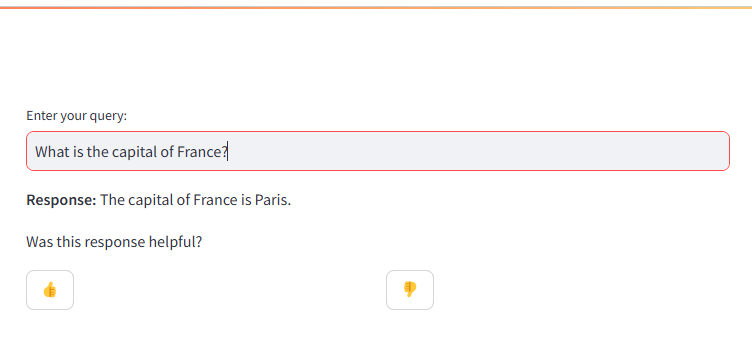 Enter your query:
What is the capital of France?
Response: The capital of France is Paris.
Was this response helpful?